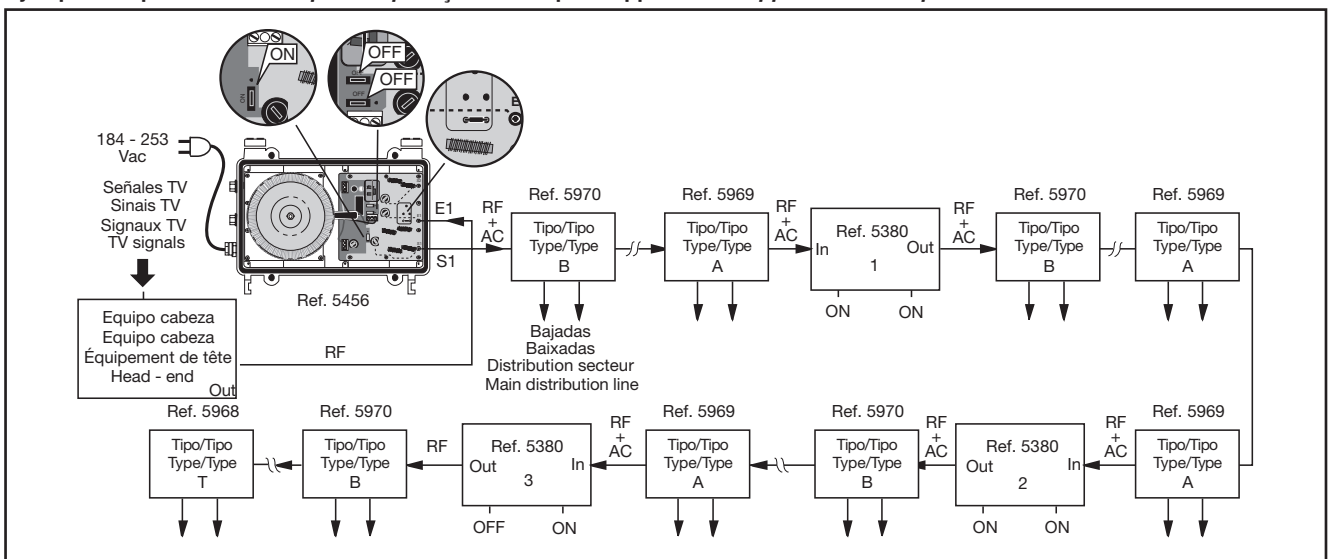 ON
OFF
OFF
184 - 253
Vac
Señales TV
Sinais TV
Signaux TV
TV signals
E1
S1
Ref. 5456
RF
+
AC
Ref. 5970
Tipo/Tipo
Type/Type
B
Ref. 5969
Tipo/Tipo
Type/Type
A
RF
+
AC
Ref. 5380
In
Out
1
ON
ON
RF
+
AC
Ref. 5970
Tipo/Tipo
Type/Type
B
Ref. 5969
Tipo/Tipo
Type/Type
A
Bajadas
Baixadas
Distribution secteur
Main distribution line
Equipo cabeza
Equipo cabeza
Équipement de tête
Head - end
Out
RF
Ref. 5968
Tipo/Tipo
Type/Type
T
Ref. 5970
Tipo/Tipo
Type/Type
B
RF
Ref. 5380
Out
In
3
OFF
ON
RF
+
AC
Ref. 5969
Tipo/Tipo
Type/Type
A
Ref. 5970
Tipo/Tipo
Type/Type
B
RF
+
AC
Ref. 5380
Out
In
2
ON
ON
RF
+
AC
Ref. 5969
Tipo/Tipo
Type/Type
A